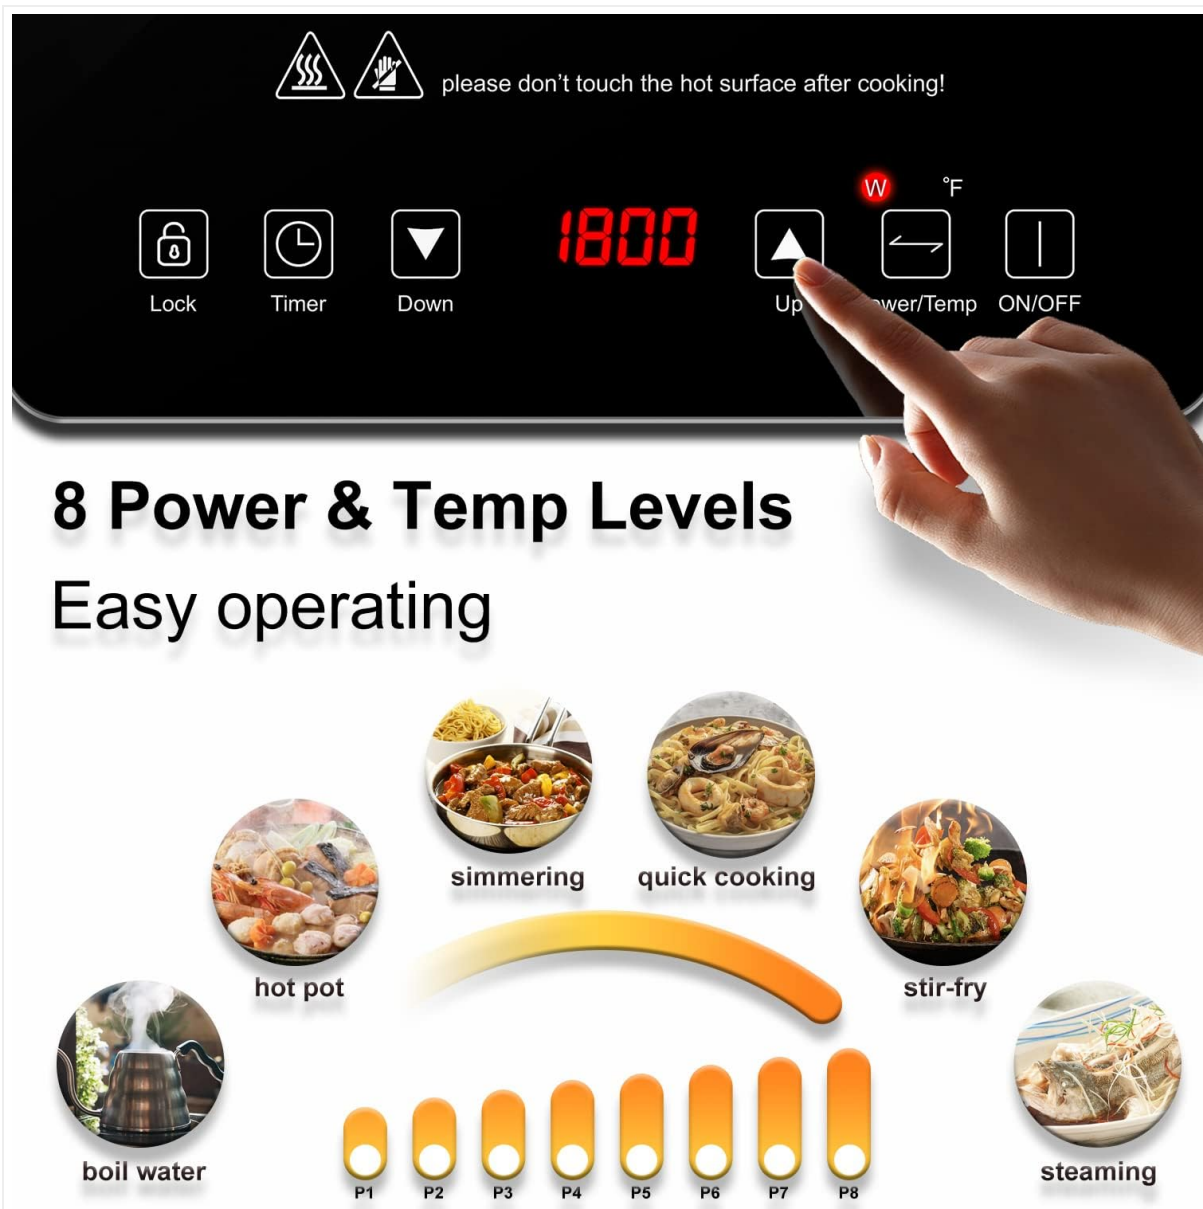 please don't touch the hot surface after cooking!
W °F
1800
Lock Timer Down Up wer/Temp ON/OFF
8 Power & Temp Levels
Easy operating
simmering quick cooking
hot pot stir-fry
boil water steaming
P1 P2 P3 P4 P5 P6 P7 P8